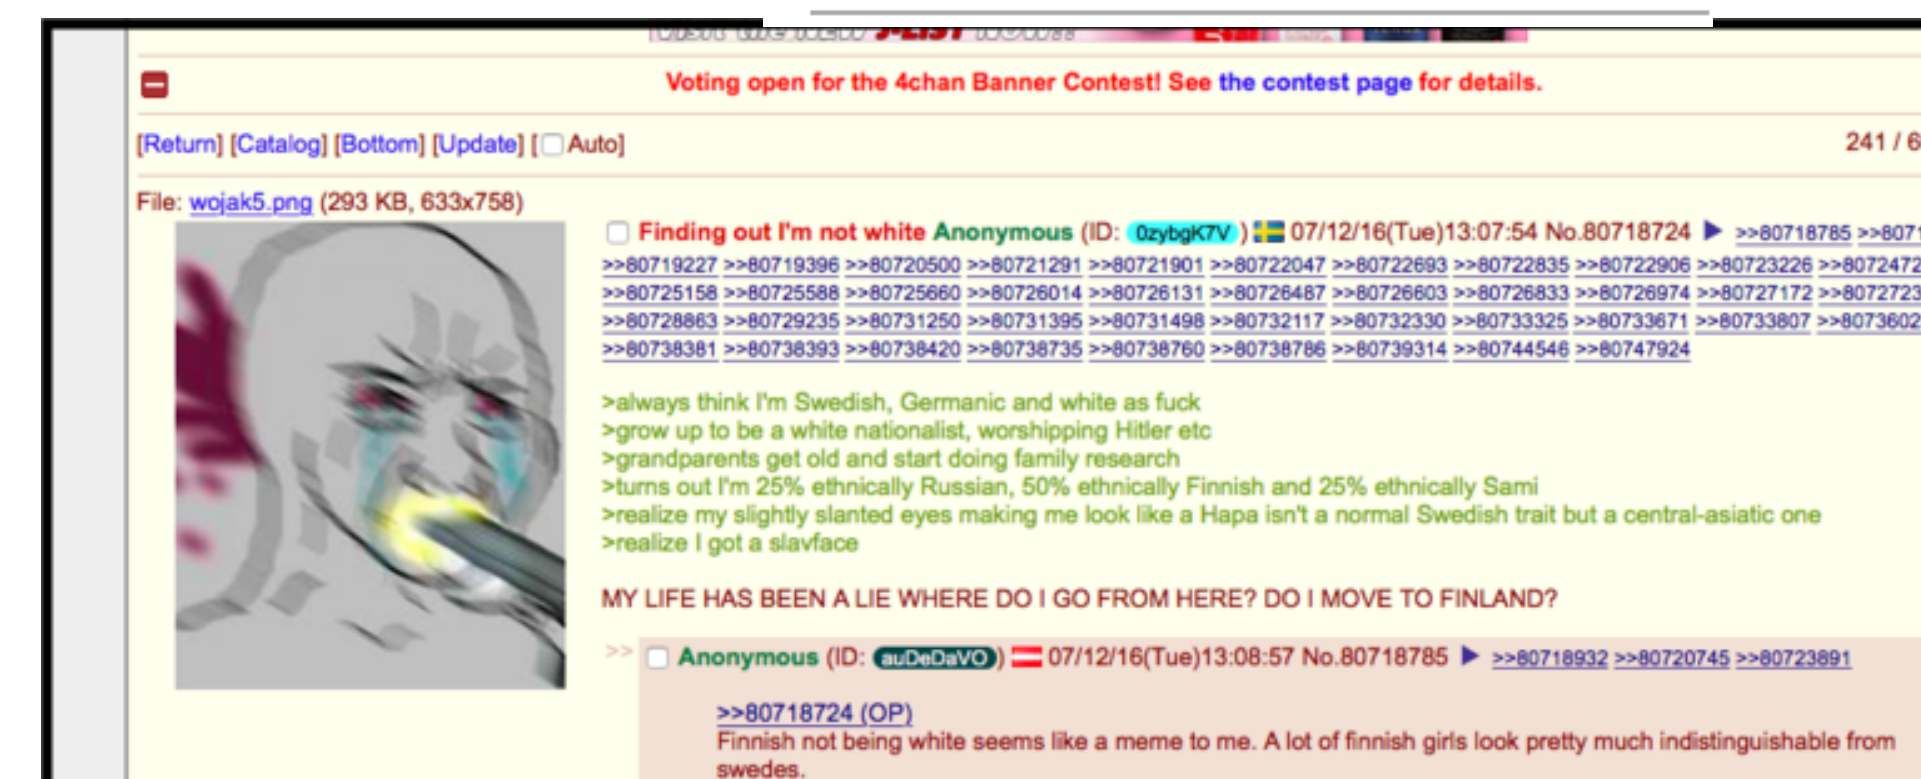 Visit the NEW J-LIST NOW!!
Voting open for the 4chan Banner Contest! See the contest page for details.
[Return] [Catalog] [Bottom] [Update] [ Auto]
241 / 6
File: wojak5.png (293 KB, 633x758)
Finding out I'm not white Anonymous (ID: 0zybgK7V) 07/12/16(Tue)13:07:54 No.80718724 ▶ >>80718785 >>8071
>>80719227 >>80719396 >>80720500 >>80721291 >>80721901 >>80722047 >>80722693 >>80722835 >>80722906 >>80723226 >>8072472
>>80725158 >>80725588 >>80725660 >>80726014 >>80726131 >>80726487 >>80726603 >>80726833 >>80726974 >>80727172 >>8072723
>>80728863 >>80729235 >>80731250 >>80731395 >>80731498 >>80732117 >>80732330 >>80733325 >>80733671 >>80733807 >>8073602
>>80738381 >>80738393 >>80738420 >>80738735 >>80738760 >>80738786 >>80739314 >>80744546 >>80747924
>always think I'm Swedish, Germanic and white as fuck
>grow up to be a white nationalist, worshipping Hitler etc
>grandparents get old and start doing family research
>turns out I'm 25% ethnically Russian, 50% ethnically Finnish and 25% ethnically Sami
>realize my slightly slanted eyes making me look like a Hapa isn't a normal Swedish trait but a central-asiatic one
>realize I got a slavface
MY LIFE HAS BEEN A LIE WHERE DO I GO FROM HERE? DO I MOVE TO FINLAND?
>> Anonymous (ID: auDeDaVO) 07/12/16(Tue)13:08:57 No.80718785 ▶ >>80718932 >>80720745 >>80723891
>>80718724 (OP)
Finnish not being white seems like a meme to me. A lot of finnish girls look pretty much indistinguishable from
swedes.